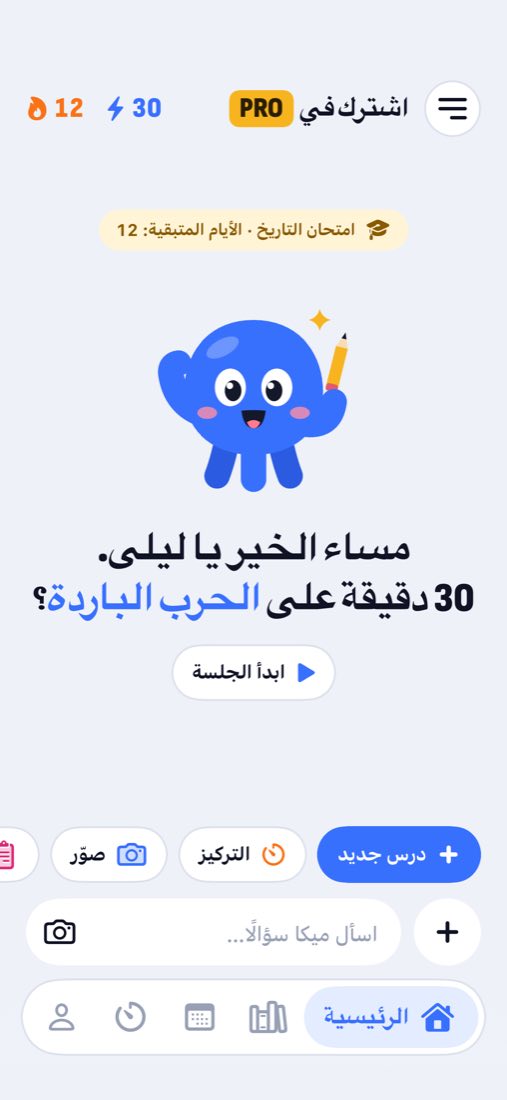 اشترك في PRO
30
12
امتحان التاريخ · الأيام المتبقية: 12
مساء الخير يا ليلى.
30 دقيقة على الحرب الباردة؟
ابدأ الجلسة
درس جديد
التركيز
صوّر
اسأل ميكا سؤالًا...
الرئيسية